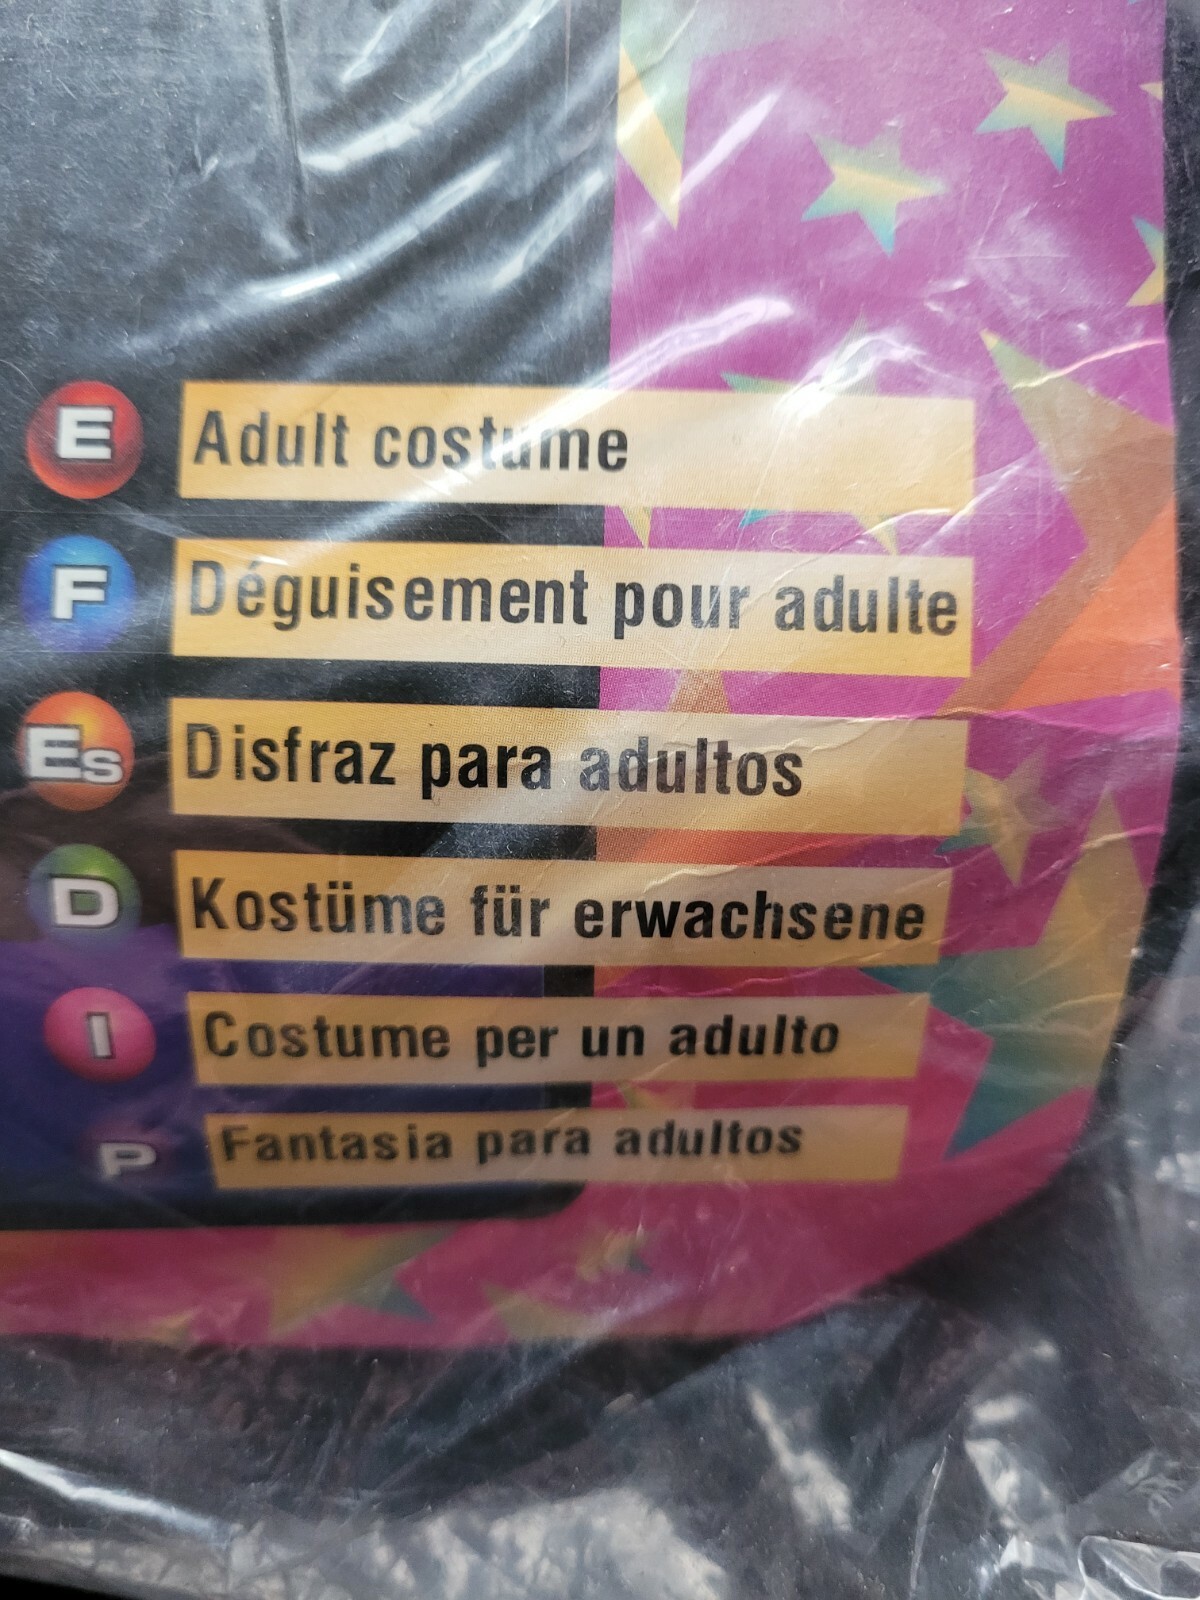 E Adult costume
F Déguisement pour adulte
Es Disfraz para adultos
D Kostüme für erwachsene
I Costume per un adulto
P Fantasia para adultos